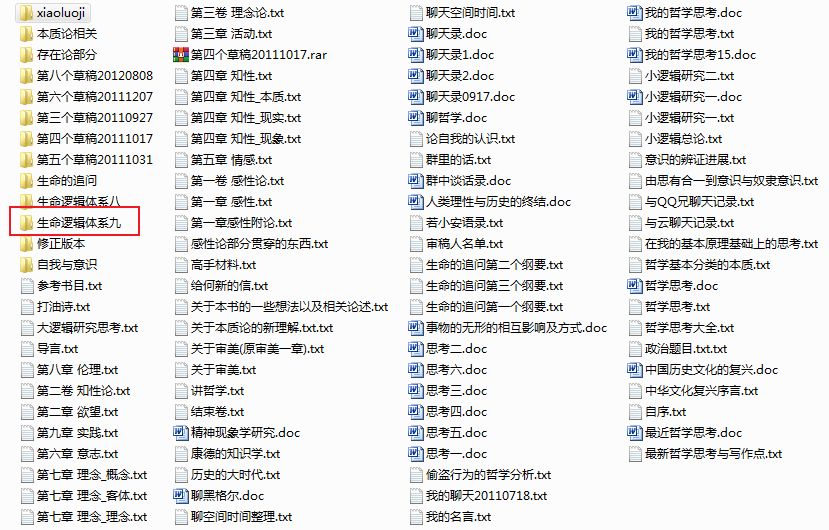 xiaoluoji
本质论相关
存在论部分
第八个草稿20120808
第六个草稿20111207
第三个草稿20110927
第四个草稿20111017
第五个草稿20111031
生命的追问
生命逻辑体系八
生命逻辑体系九
修正版本
自我与意识
参考书目.txt
打油诗.txt
大逻辑研究思考.txt
导言.txt
第八章 伦理.txt
第二卷 知性论.txt
第二章 欲望.txt
第九章 实践.txt
第六章 意志.txt
第七章 理念_概念.txt
第七章 理念_客体.txt
第七章 理念_理念.txt
第三卷 理念论.txt
第三章 活动.txt
第四个草稿20111017.rar
第四章 知性.txt
第四章 知性_本质.txt
第四章 知性_现实.txt
第四章 知性_现象.txt
第五章 情感.txt
第一卷 感性论.txt
第一章 感性.txt
第一章感性附论.txt
感性论部分贯穿的东西.txt
高手材料.txt
给何新的信.txt
关于本书的一些想法以及相关论述.txt
关于本质论的新理解.txt.txt
关于审美(原审美一章).txt
关于审美.txt
讲哲学.txt
结束卷.txt
精神现象学研究.doc
康德的知识学.txt
历史的大时代.txt
聊黑格尔.doc
聊空间时间整理.txt
聊天空间时间.txt
聊天录.doc
聊天录1.doc
聊天录2.doc
聊天录0917.doc
聊哲学.doc
论自我的认识.txt
群里的话.txt
群中谈话录.doc
人类理性与历史的终结.doc
若小安语录.txt
审稿人名单.txt
生命的追问第二个纲要.txt
生命的追问第三个纲要.txt
生命的追问第一个纲要.txt
事物的无形的相互影响及方式.doc
思考二.doc
思考六.doc
思考三.doc
思考四.doc
思考五.doc
思考一.doc
偷盗行为的哲学分析.txt
我的聊天20110718.txt
我的名言.txt
我的哲学思考.doc
我的哲学思考.txt
我的哲学思考15.doc
小逻辑研究二.txt
小逻辑研究一.doc
小逻辑研究一.txt
小逻辑总论.txt
意识的辨证进展.txt
由思有合一到意识与奴隶意识.txt
与QQ兄聊天记录.txt
与云聊天记录.txt
在我的基本原理基础上的思考.txt
哲学基本分类的本质.txt
哲学思考.doc
哲学思考.txt
哲学思考大全.txt
政治题目.txt.txt
中国历史文化的复兴.doc
中华文化复兴序言.txt
自序.txt
最近哲学思考.doc
最新哲学思考与写作点.txt